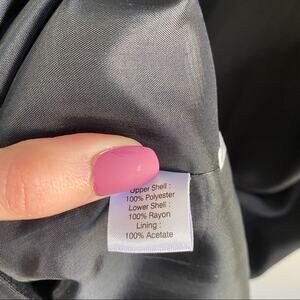 Upper Shell :
100% Polyester
Lower Shell :
100% Rayon
Lining :
100% Acetate